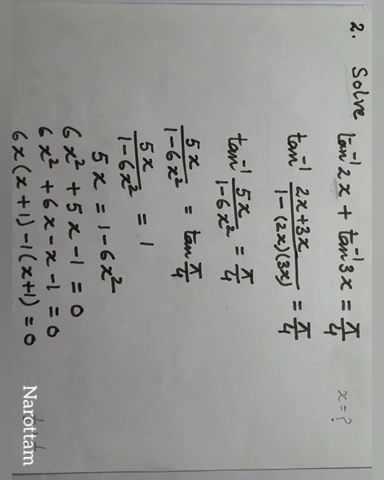 2. Solve tan⁻¹2x + tan⁻¹3x = π/4 x = ?
tan⁻¹ (2x+3x)/(1-(2x)(3x)) = π/4
tan⁻¹ 5x/(1-6x²) = π/4
5x/(1-6x²) = tan π/4
5x/(1-6x²) = 1
5x = 1-6x²
6x² + 5x - 1 = 0
6x² + 6x - x - 1 = 0
6x(x+1) - 1(x+1) = 0
Narottam